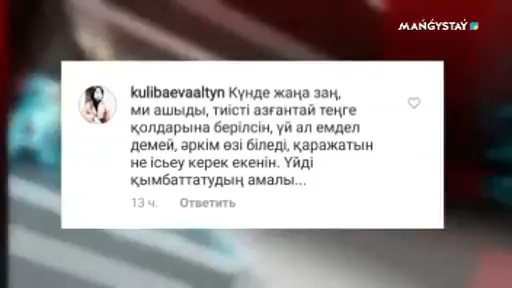 MAŃǴYSTAÝ
kulibaevaaltyn Күнде жаңа заң,
ми ашыды, тиісті азғантай теңге
қолдарына берілсін, үй ал емдел
демей, әркім өзі біледі, қаражатын
не ісьеу керек екенін. Үйді
қымбаттатудың амалы...
13 ч. Ответить